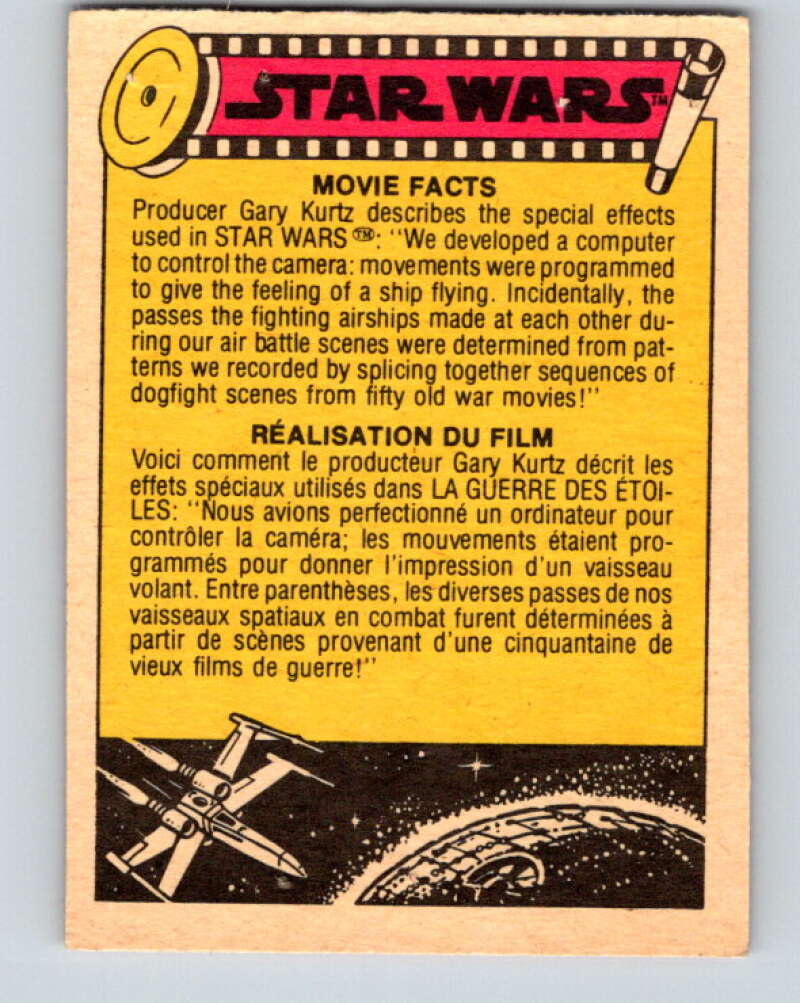 STAR WARS™
MOVIE FACTS
Producer Gary Kurtz describes the special effects
used in STAR WARS™: "We developed a computer
to control the camera: movements were programmed
to give the feeling of a ship flying. Incidentally, the
passes the fighting airships made at each other du-
ring our air battle scenes were determined from pat-
terns we recorded by splicing together sequences of
dogfight scenes from fifty old war movies!"
RÉALISATION DU FILM
Voici comment le producteur Gary Kurtz décrit les
effets spéciaux utilisés dans LA GUERRE DES ÉTOI-
LES: "Nous avions perfectionné un ordinateur pour
contrôler la caméra; les mouvements étaient pro-
grammés pour donner l'impression d'un vaisseau
volant. Entre parenthèses, les diverses passes de nos
vaisseaux spatiaux en combat furent déterminées à
partir de scènes provenant d'une cinquantaine de
vieux films de guerre!"